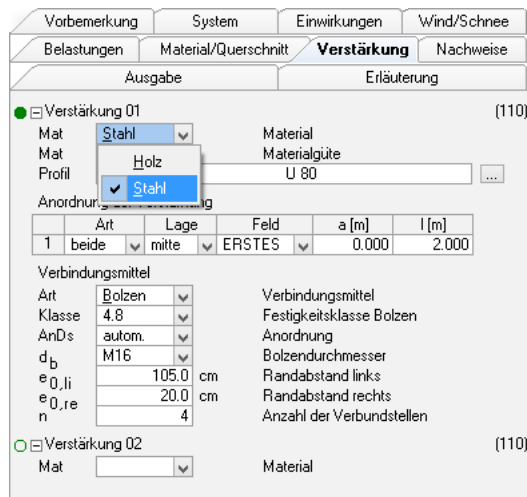 Vorbemerkung System Einwirkungen Wind/Schnee
Belastungen Material/Querschnitt Verstärkung Nachweise
Ausgabe Erläuterung
Verstärkung 01 (110)
Mat Stahl Material
Mat Materialgüte
Holz
Profil U 80 ...
Stahl
Anordnung der Verstärkung
Art Lage Feld a [m] l [m]
1 beide mitte ERSTES 0.000 2.000
Verbindungsmittel
Art Bolzen Verbindungsmittel
Klasse 4.8 Festigkeitsklasse Bolzen
AnDs autom. Anordnung
db M16 Bolzendurchmesser
e0,li 105.0 cm Randabstand links
e0,re 20.0 cm Randabstand rechts
n 4 Anzahl der Verbundstellen
Verstärkung 02 (110)
Mat Material